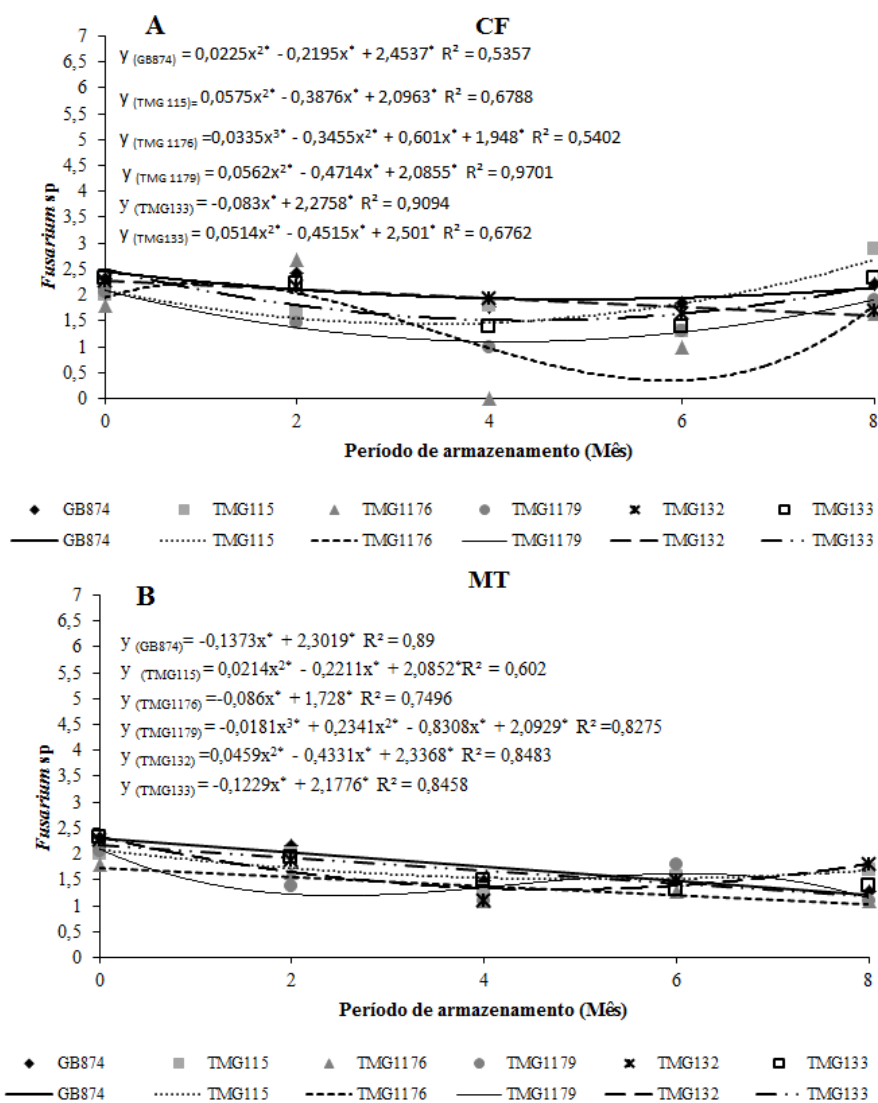 A CF
7
6,5
6
5,5
5
4,5
4
3,5
3
2,5
2
1,5
1
0,5
0
Fusarium sp
y (GB874) = 0,0225x²* - 0,2195x* + 2,4537* R² = 0,5357
y (TMG 115)= 0,0575x²* - 0,3876x* + 2,0963* R² = 0,6788
y (TMG 1176) =0,0335x³* - 0,3455x²* + 0,601x* + 1,948* R² = 0,5402
y (TMG 1179) = 0,0562x²* - 0,4714x* + 2,0855* R² = 0,9701
y (TMG133) = -0,083x* + 2,2758* R² = 0,9094
y (TMG133) = 0,0514x²* - 0,4515x* + 2,501* R² = 0,6762
0 2 4 6 8
Período de armazenamento (Mês)
GB874 TMG115 TMG1176 TMG1179 TMG132 TMG133
GB874 TMG115 TMG1176 TMG1179 TMG132 TMG133
B MT
7
6,5
6
5,5
5
4,5
4
3,5
3
2,5
2
1,5
1
0,5
0
Fusarium sp
y (GB874)= -0,1373x* + 2,3019* R² = 0,89
y (TMG115)= 0,0214x²* - 0,2211x* + 2,0852*R² = 0,602
y (TMG1176)=-0,086x* + 1,728* R² = 0,7496
y (TMG1179)= -0,0181x³* + 0,2341x²* - 0,8308x* + 2,0929* R² =0,8275
y (TMG132)=0,0459x²* - 0,4331x* + 2,3368* R² = 0,8483
y (TMG133)= -0,1229x* + 2,1776* R² = 0,8458
0 2 4 6 8
Período de armazenamento (Mês)
GB874 TMG115 TMG1176 TMG1179 TMG132 TMG133
GB874 TMG115 TMG1176 TMG1179 TMG132 TMG133